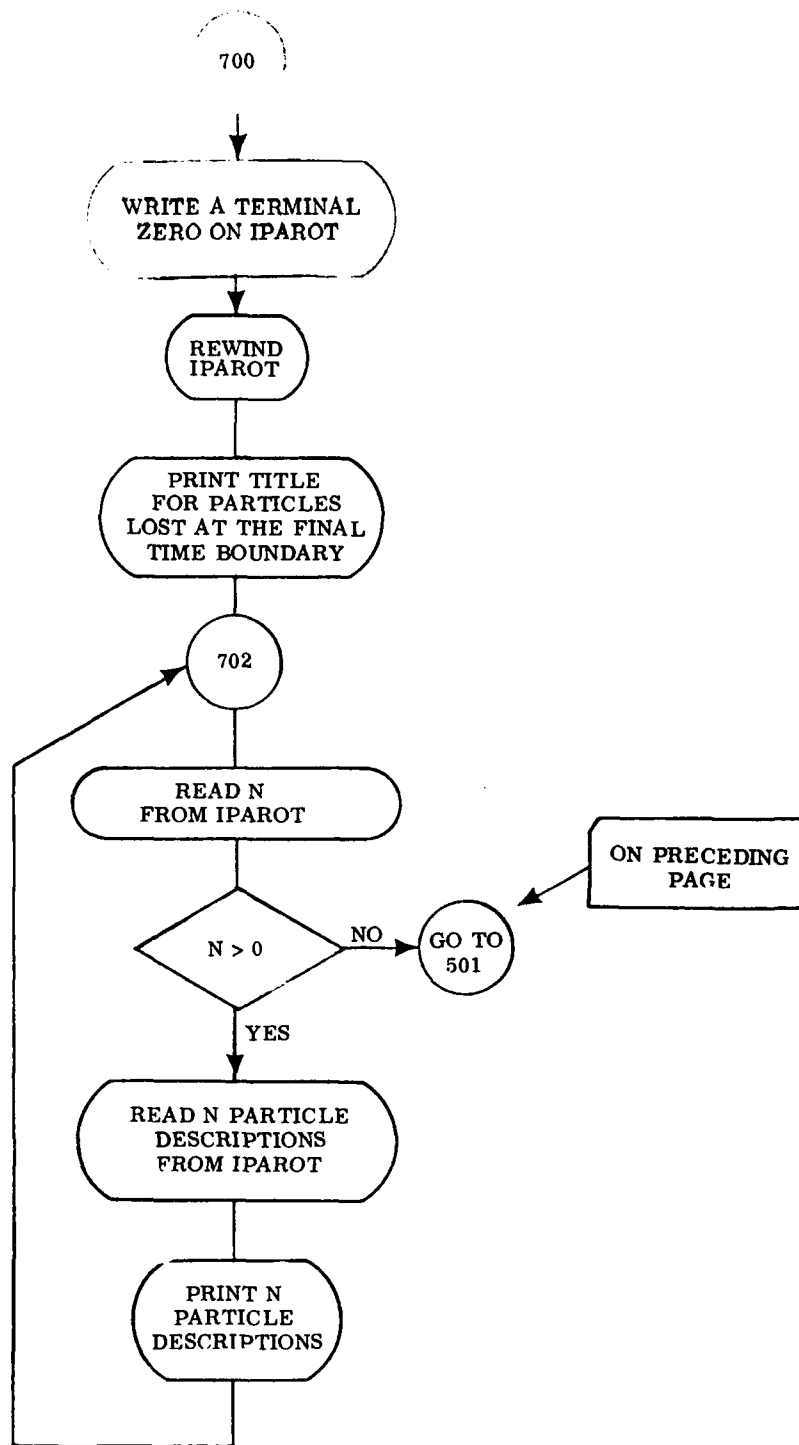 700
WRITE A TERMINAL
ZERO ON IPAROT
REWIND
IPAROT
PRINT TITLE
FOR PARTICLES
LOST AT THE FINAL
TIME BOUNDARY
702
READ N
FROM IPAROT
ON PRECEDING
PAGE
N > 0
NO
GO TO
501
YES
READ N PARTICLE
DESCRIPTIONS
FROM IPAROT
PRINT N
PARTICLE
DESCRIPTIONS